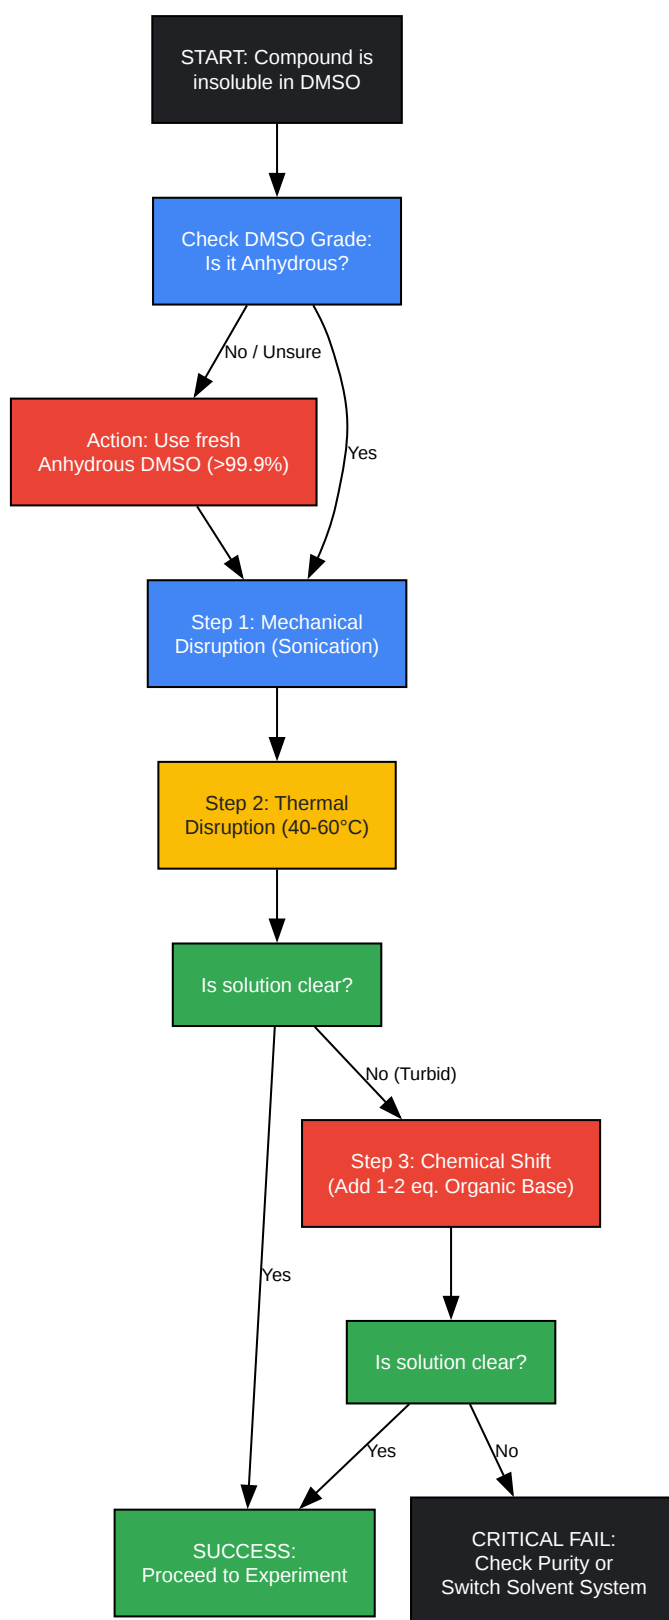 START: Compound is
insoluble in DMSO
Check DMSO Grade:
Is it Anhydrous?
No / Unsure
Action: Use fresh
Anhydrous DMSO (>99.9%)
Yes
Step 1: Mechanical
Disruption (Sonication)
Step 2: Thermal
Disruption (40-60°C)
Is solution clear?
No (Turbid)
Step 3: Chemical Shift
(Add 1-2 eq. Organic Base)
Yes
Is solution clear?
Yes
No
SUCCESS:
Proceed to Experiment
CRITICAL FAIL:
Check Purity or
Switch Solvent System